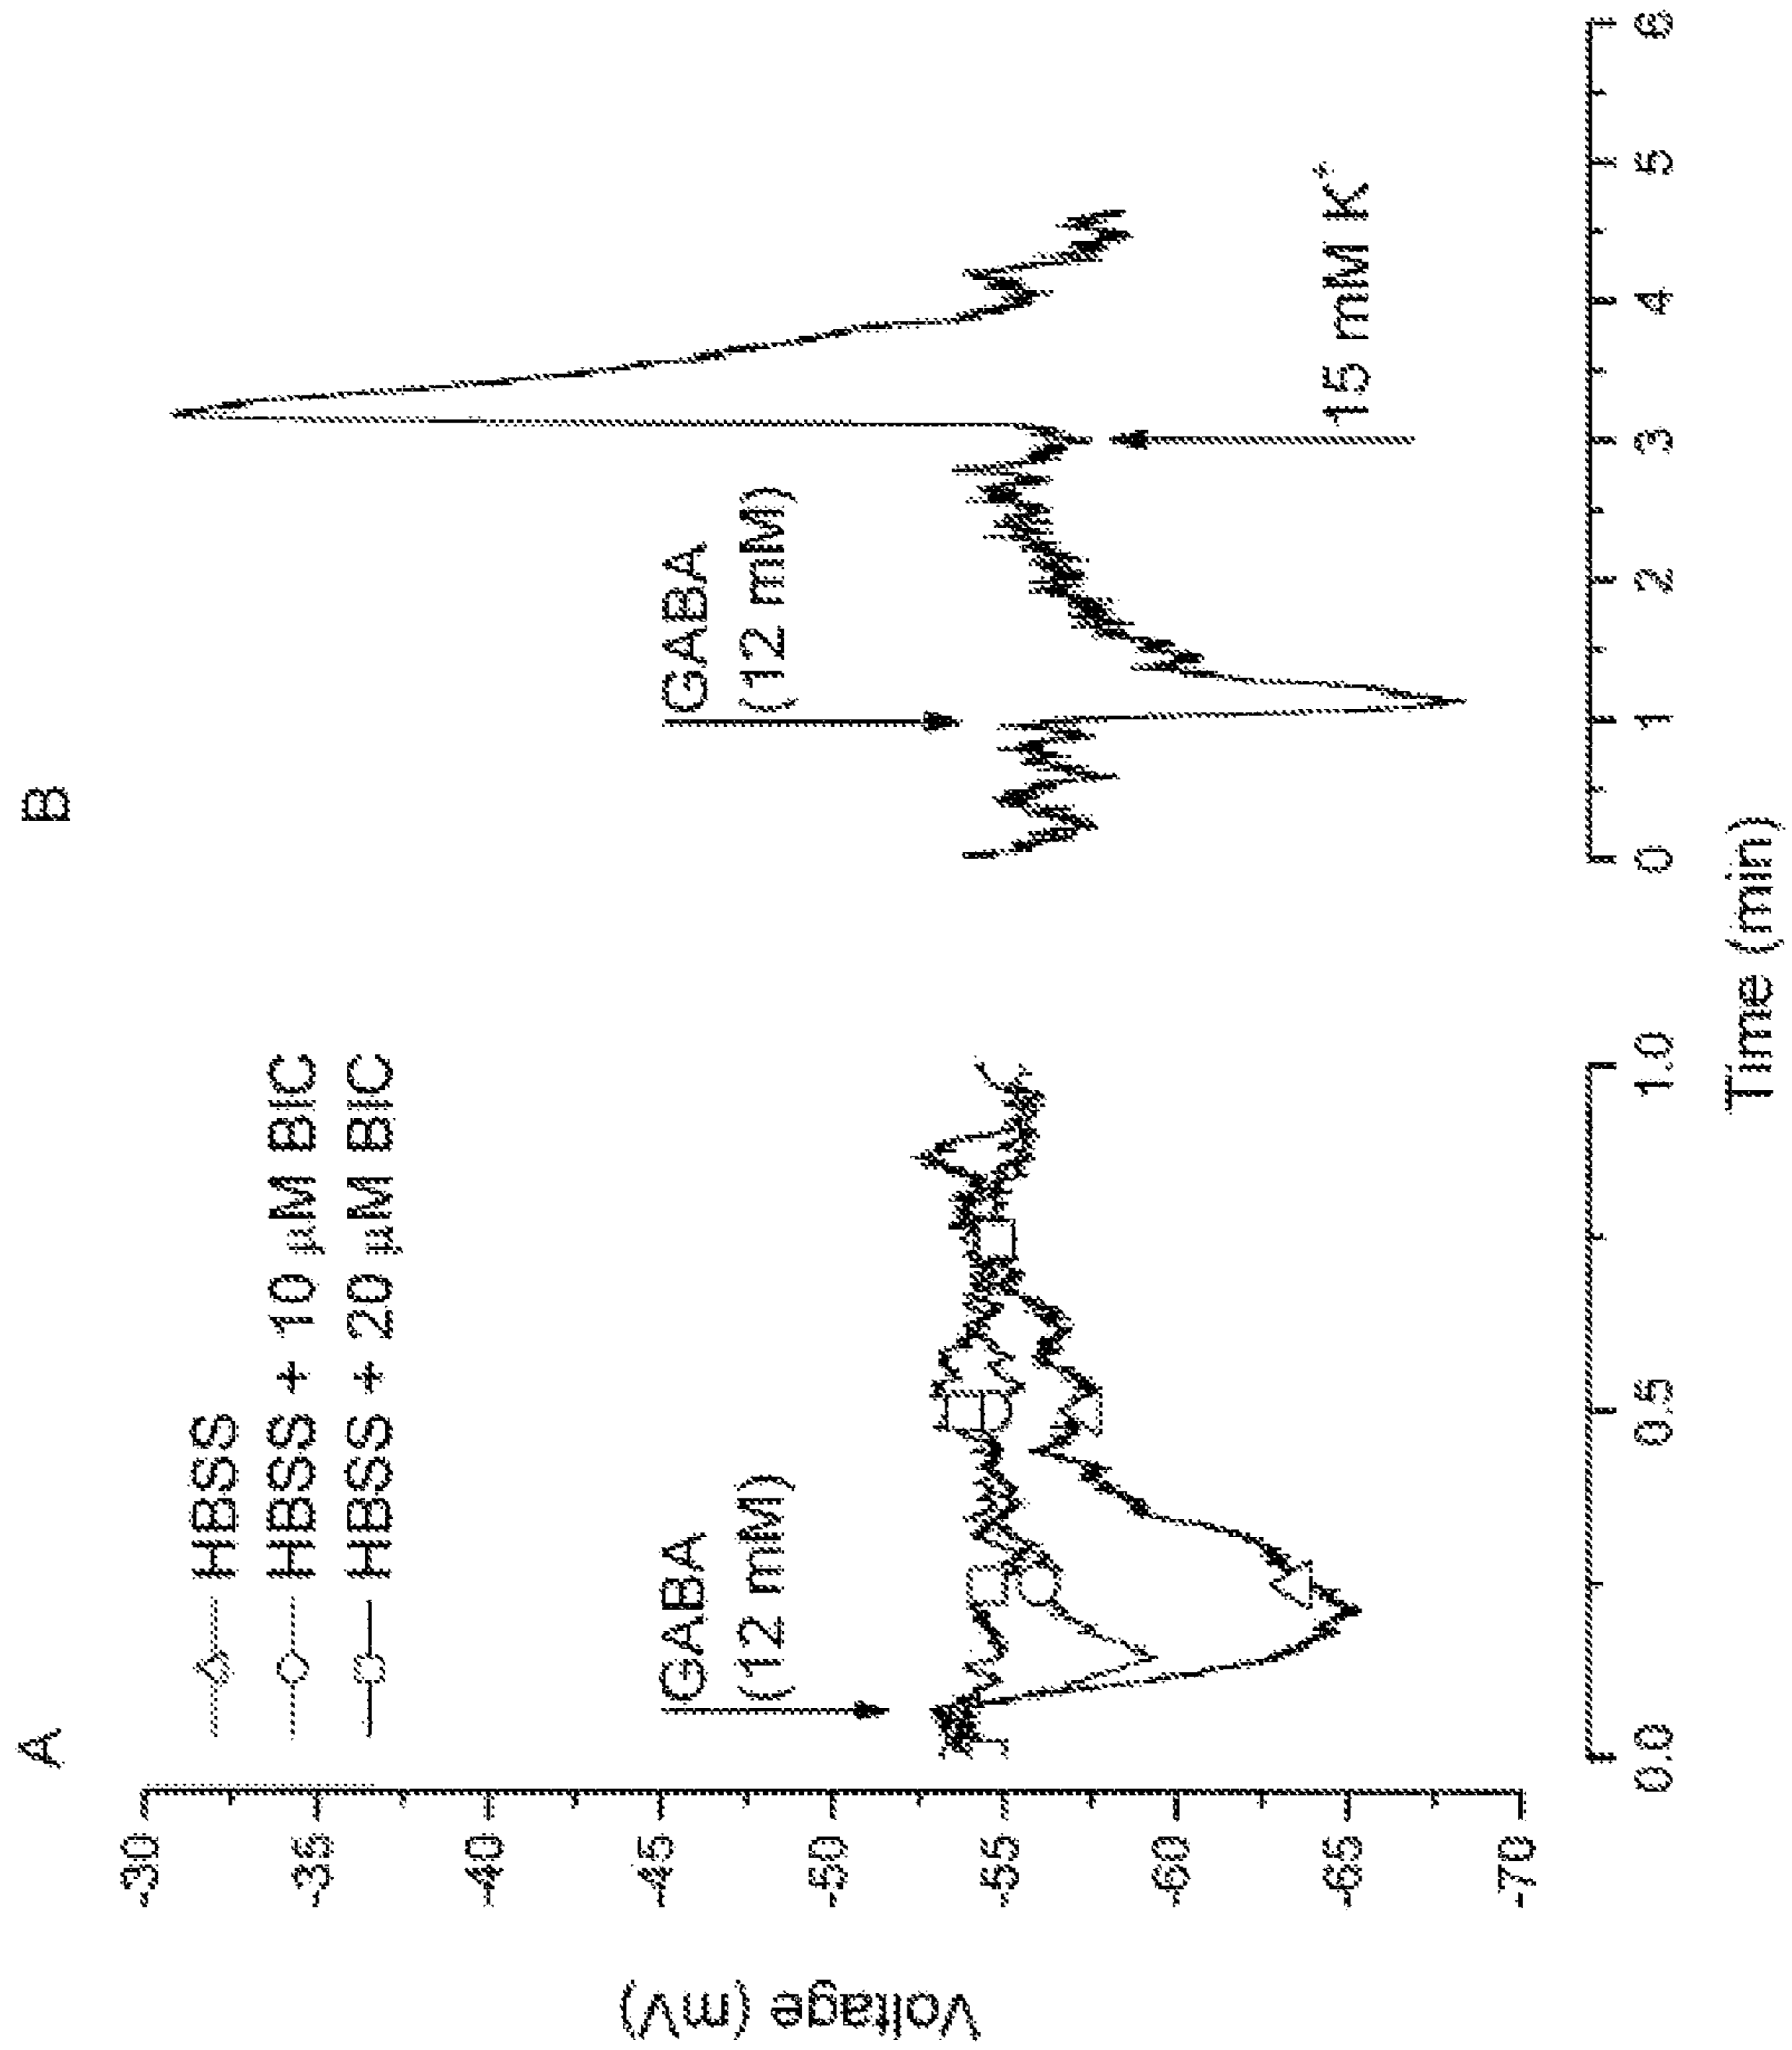 A
B
HBSS
HBSS + 10 µM BIC
HBSS + 20 µM BIC
GABA
(12 mM)
GABA
(12 mM)
15 mM K+
Voltage (mV)
-30
-35
-40
-45
-50
-55
-60
-65
-70
0.0
0.5
1.0
0
1
2
3
4
5
6
Time (min)